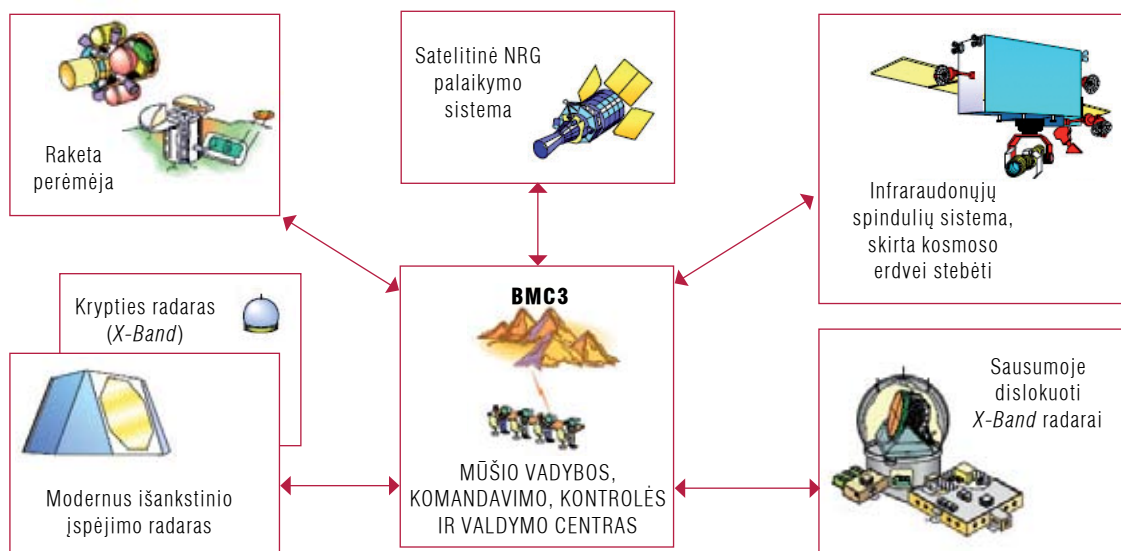 Raketa
perėmėja
Satelitinė NRG
palaikymo
sistema
Infraraudonųjų
spindulių sistema,
skirta kosmoso
erdvei stebėti
Krypties radaras
(X-Band)
Modernus išankstinio
įspėjimo radaras
BMC3
MŪŠIO VADYBOS,
KOMANDAVIMO, KONTROLĖS
IR VALDYMO CENTRAS
Sausumoje
dislokuoti
X-Band radarai